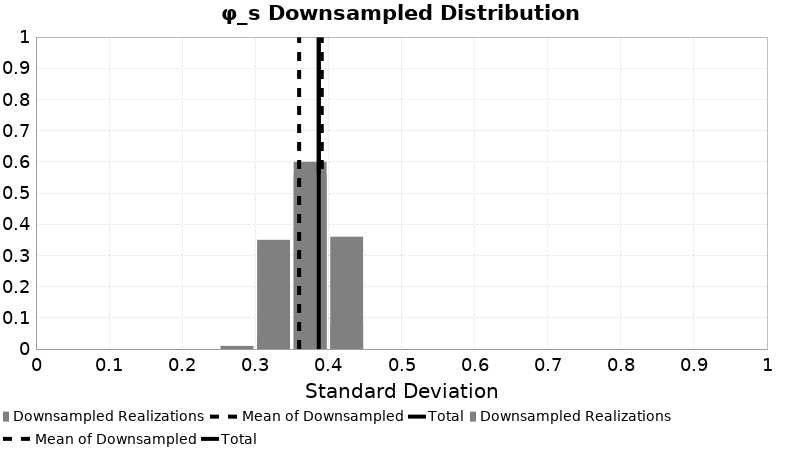 φ_s Downsampled Distribution
1
0.9
0.8
0.7
0.6
0.5
0.4
0.3
0.2
0.1
0
0 0.1 0.2 0.3 0.4 0.5 0.6 0.7 0.8 0.9 1
Standard Deviation
Downsampled Realizations Mean of Downsampled Total Downsampled Realizations
Mean of Downsampled Total